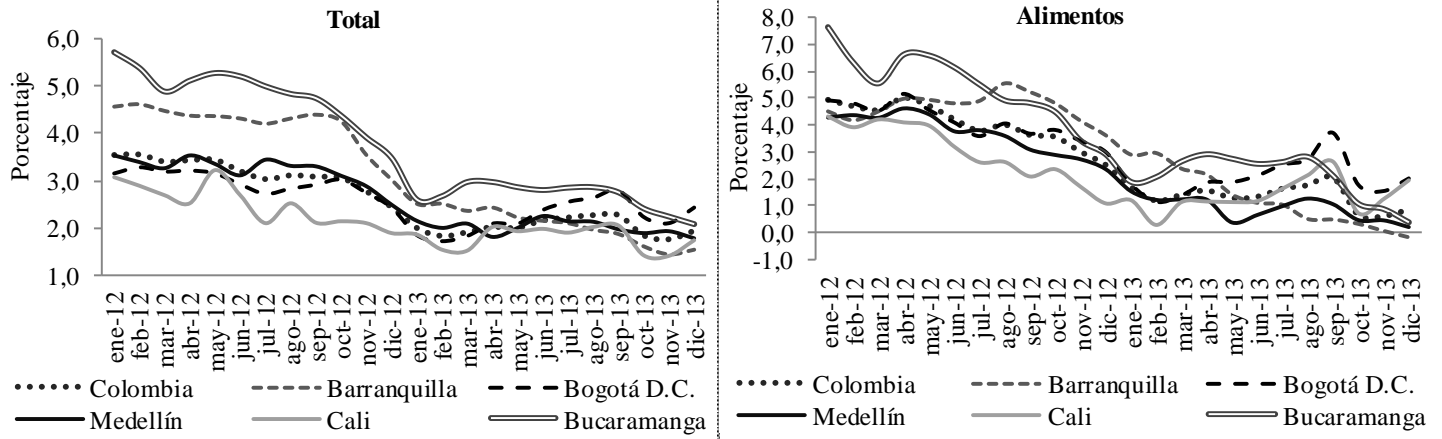 Total
Porcentaje
6,0
5,0
4,0
3,0
2,0
1,0
ene-12
feb-12
mar-12
abr-12
may-12
jun-12
jul-12
ago-12
sep-12
oct-12
nov-12
dic-12
ene-13
feb-13
mar-13
abr-13
may-13
jun-13
jul-13
ago-13
sep-13
oct-13
nov-13
dic-13
Colombia Barranquilla Bogotá D.C.
Medellín Cali Bucaramanga
Alimentos
Porcentaje
8,0
7,0
6,0
5,0
4,0
3,0
2,0
1,0
0,0
-1,0
ene-12
feb-12
mar-12
abr-12
may-12
jun-12
jul-12
ago-12
sep-12
oct-12
nov-12
dic-12
ene-13
feb-13
mar-13
abr-13
may-13
jun-13
jul-13
ago-13
sep-13
oct-13
nov-13
dic-13
Colombia Barranquilla Bogotá D.C.
Medellín Cali Bucaramanga